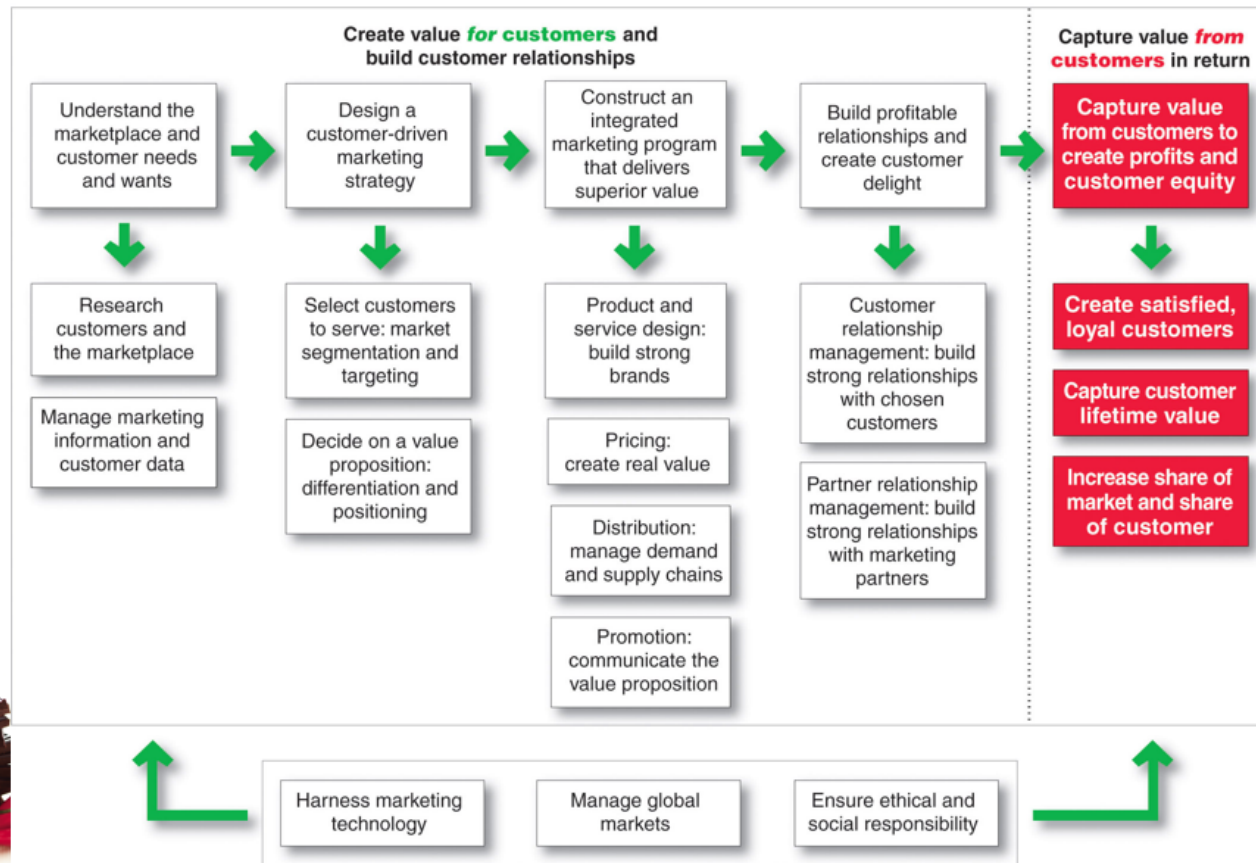 Create value for customers and
build customer relationships
Capture value from
customers in return
Understand the
marketplace and
customer needs
and wants
Design a
customer-driven
marketing
strategy
Construct an
integrated
marketing program
that delivers
superior value
Build profitable
relationships and
create customer
delight
Capture value
from customers to
create profits and
customer equity
Research
customers and
the marketplace
Manage marketing
information and
customer data
Select customers
to serve: market
segmentation and
targeting
Decide on a value
proposition:
differentiation and
positioning
Product and
service design:
build strong
brands
Pricing:
create real value
Distribution:
manage demand
and supply chains
Promotion:
communicate the
value proposition
Customer
relationship
management: build
strong relationships
with chosen
customers
Partner relationship
management: build
strong relationships
with marketing
partners
Create satisfied,
loyal customers
Capture customer
lifetime value
Increase share of
market and share
of customer
Harness marketing
technology
Manage global
markets
Ensure ethical and
social responsibility